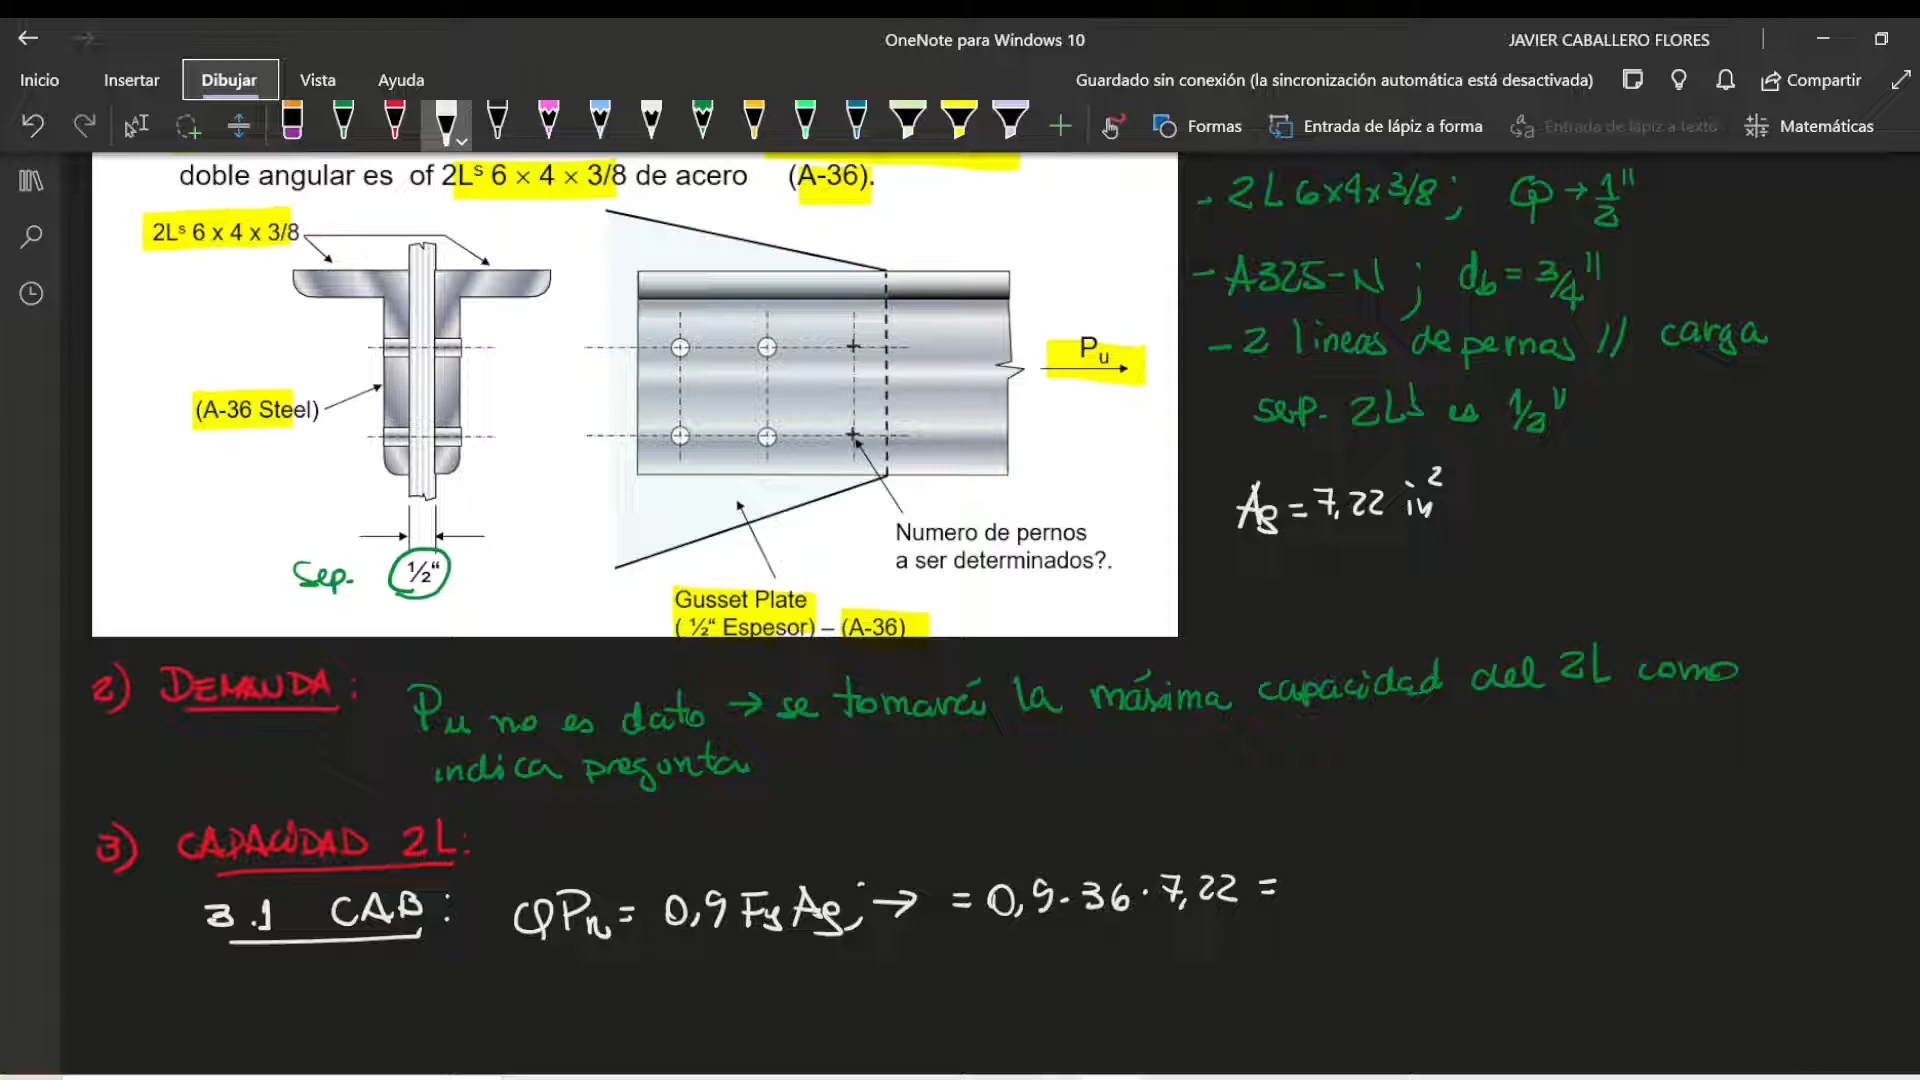 OneNote para Windows 10
JAVIER CABALLERO FLORES
Inicio
Insertar
Dibujar
Vista
Ayuda
Guardado sin conexión (la sincronización automática está desactivada)
Compartir
Formas
Entrada de lápiz a forma
Entrada de lápiz a texto
Matemáticas
doble angular es of 2Lˢ 6 × 4 × 3/8 de acero (A-36).
2Lˢ 6 x 4 x 3/8
(A-36 Steel)
Sep. ½"
Pu
Numero de pernos
a ser determinados?.
Gusset Plate
( ½" Espesor) – (A-36)
- 2L 6x4x3/8 ; φ → 1/2"
- A325-N ; db = 3/4"
- 2 lineas de pernos // carga
sep. 2Ls es 1/2"
Ag = 7,22 in²
2) DEMANDA :
Pu no es dato → se tomará la máxima capacidad del 2L como
indica pregunta
3) CAPACIDAD 2L:
3.1 CAB : φPn = 0,9 Fy Ag ; → = 0,9 · 36 · 7,22 =